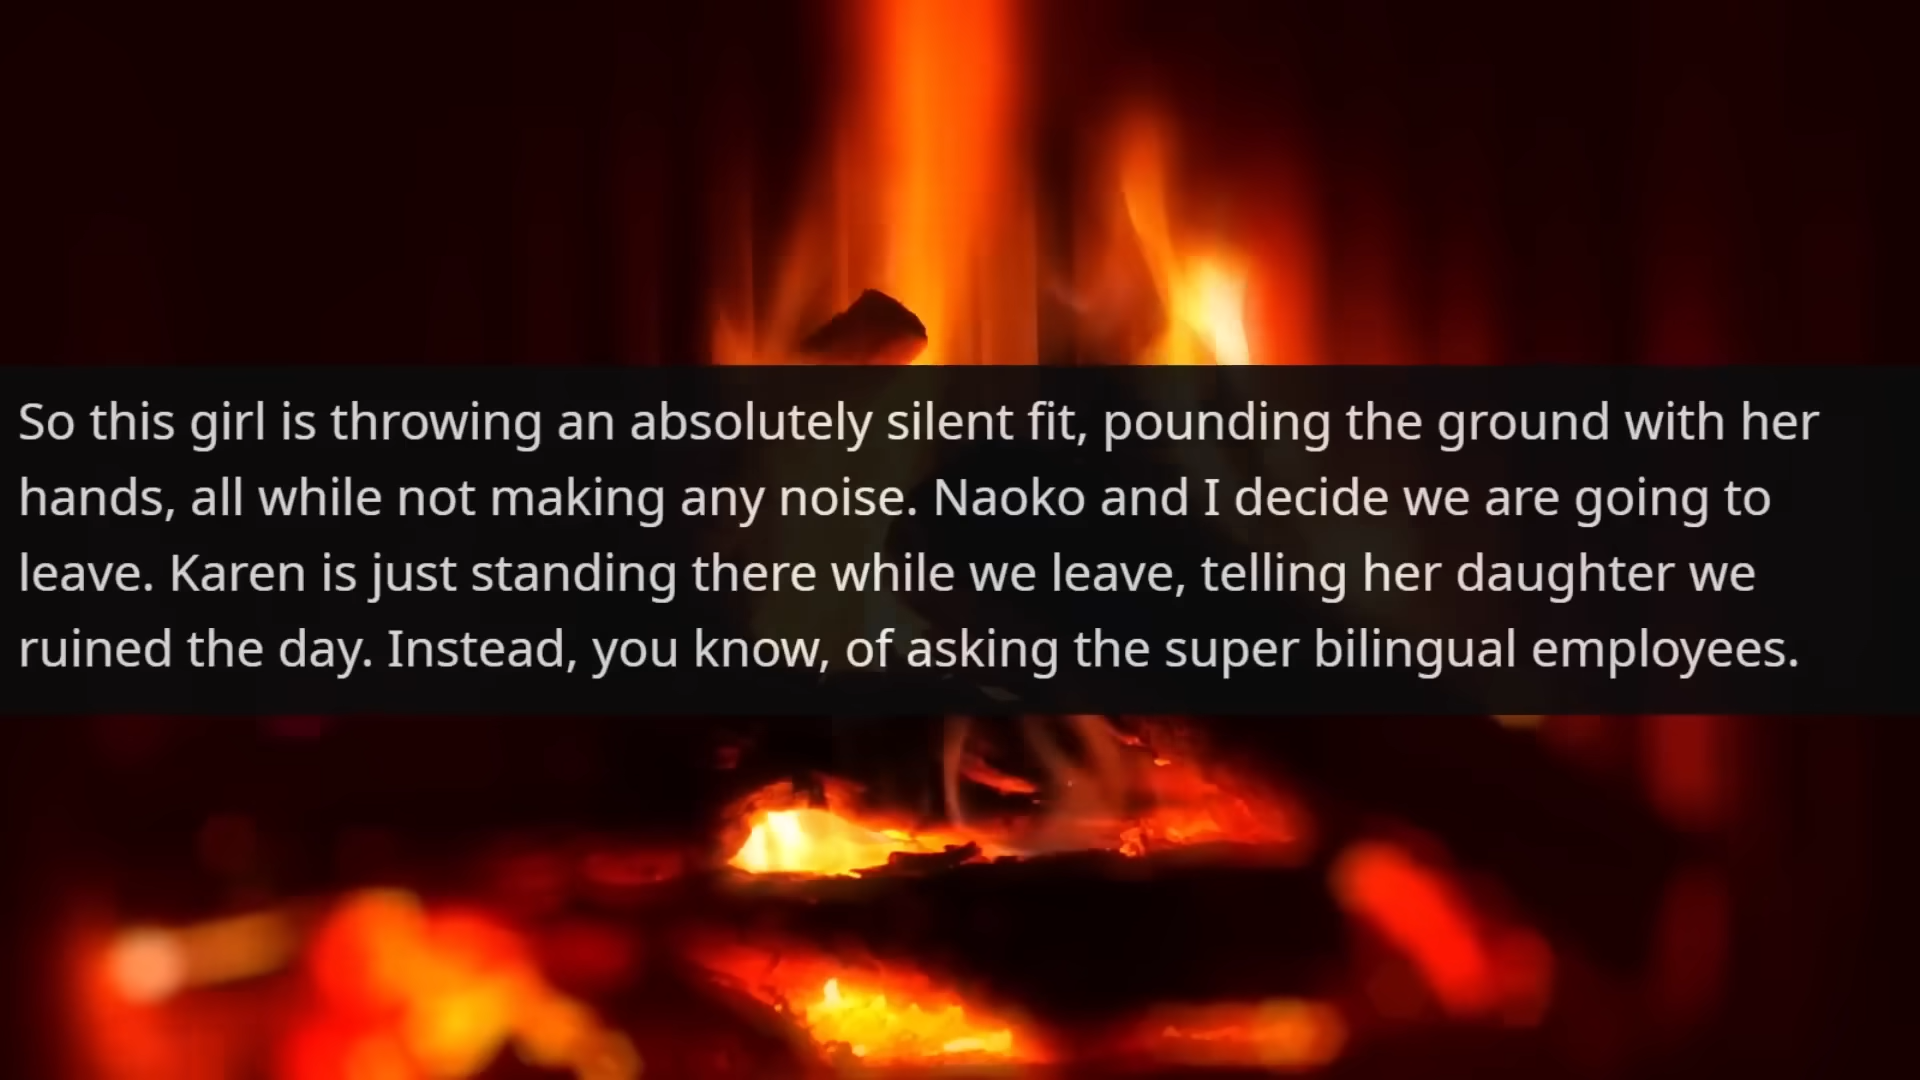 So this girl is throwing an absolutely silent fit, pounding the ground with her
hands, all while not making any noise. Naoko and I decide we are going to
leave. Karen is just standing there while we leave, telling her daughter we
ruined the day. Instead, you know, of asking the super bilingual employees.